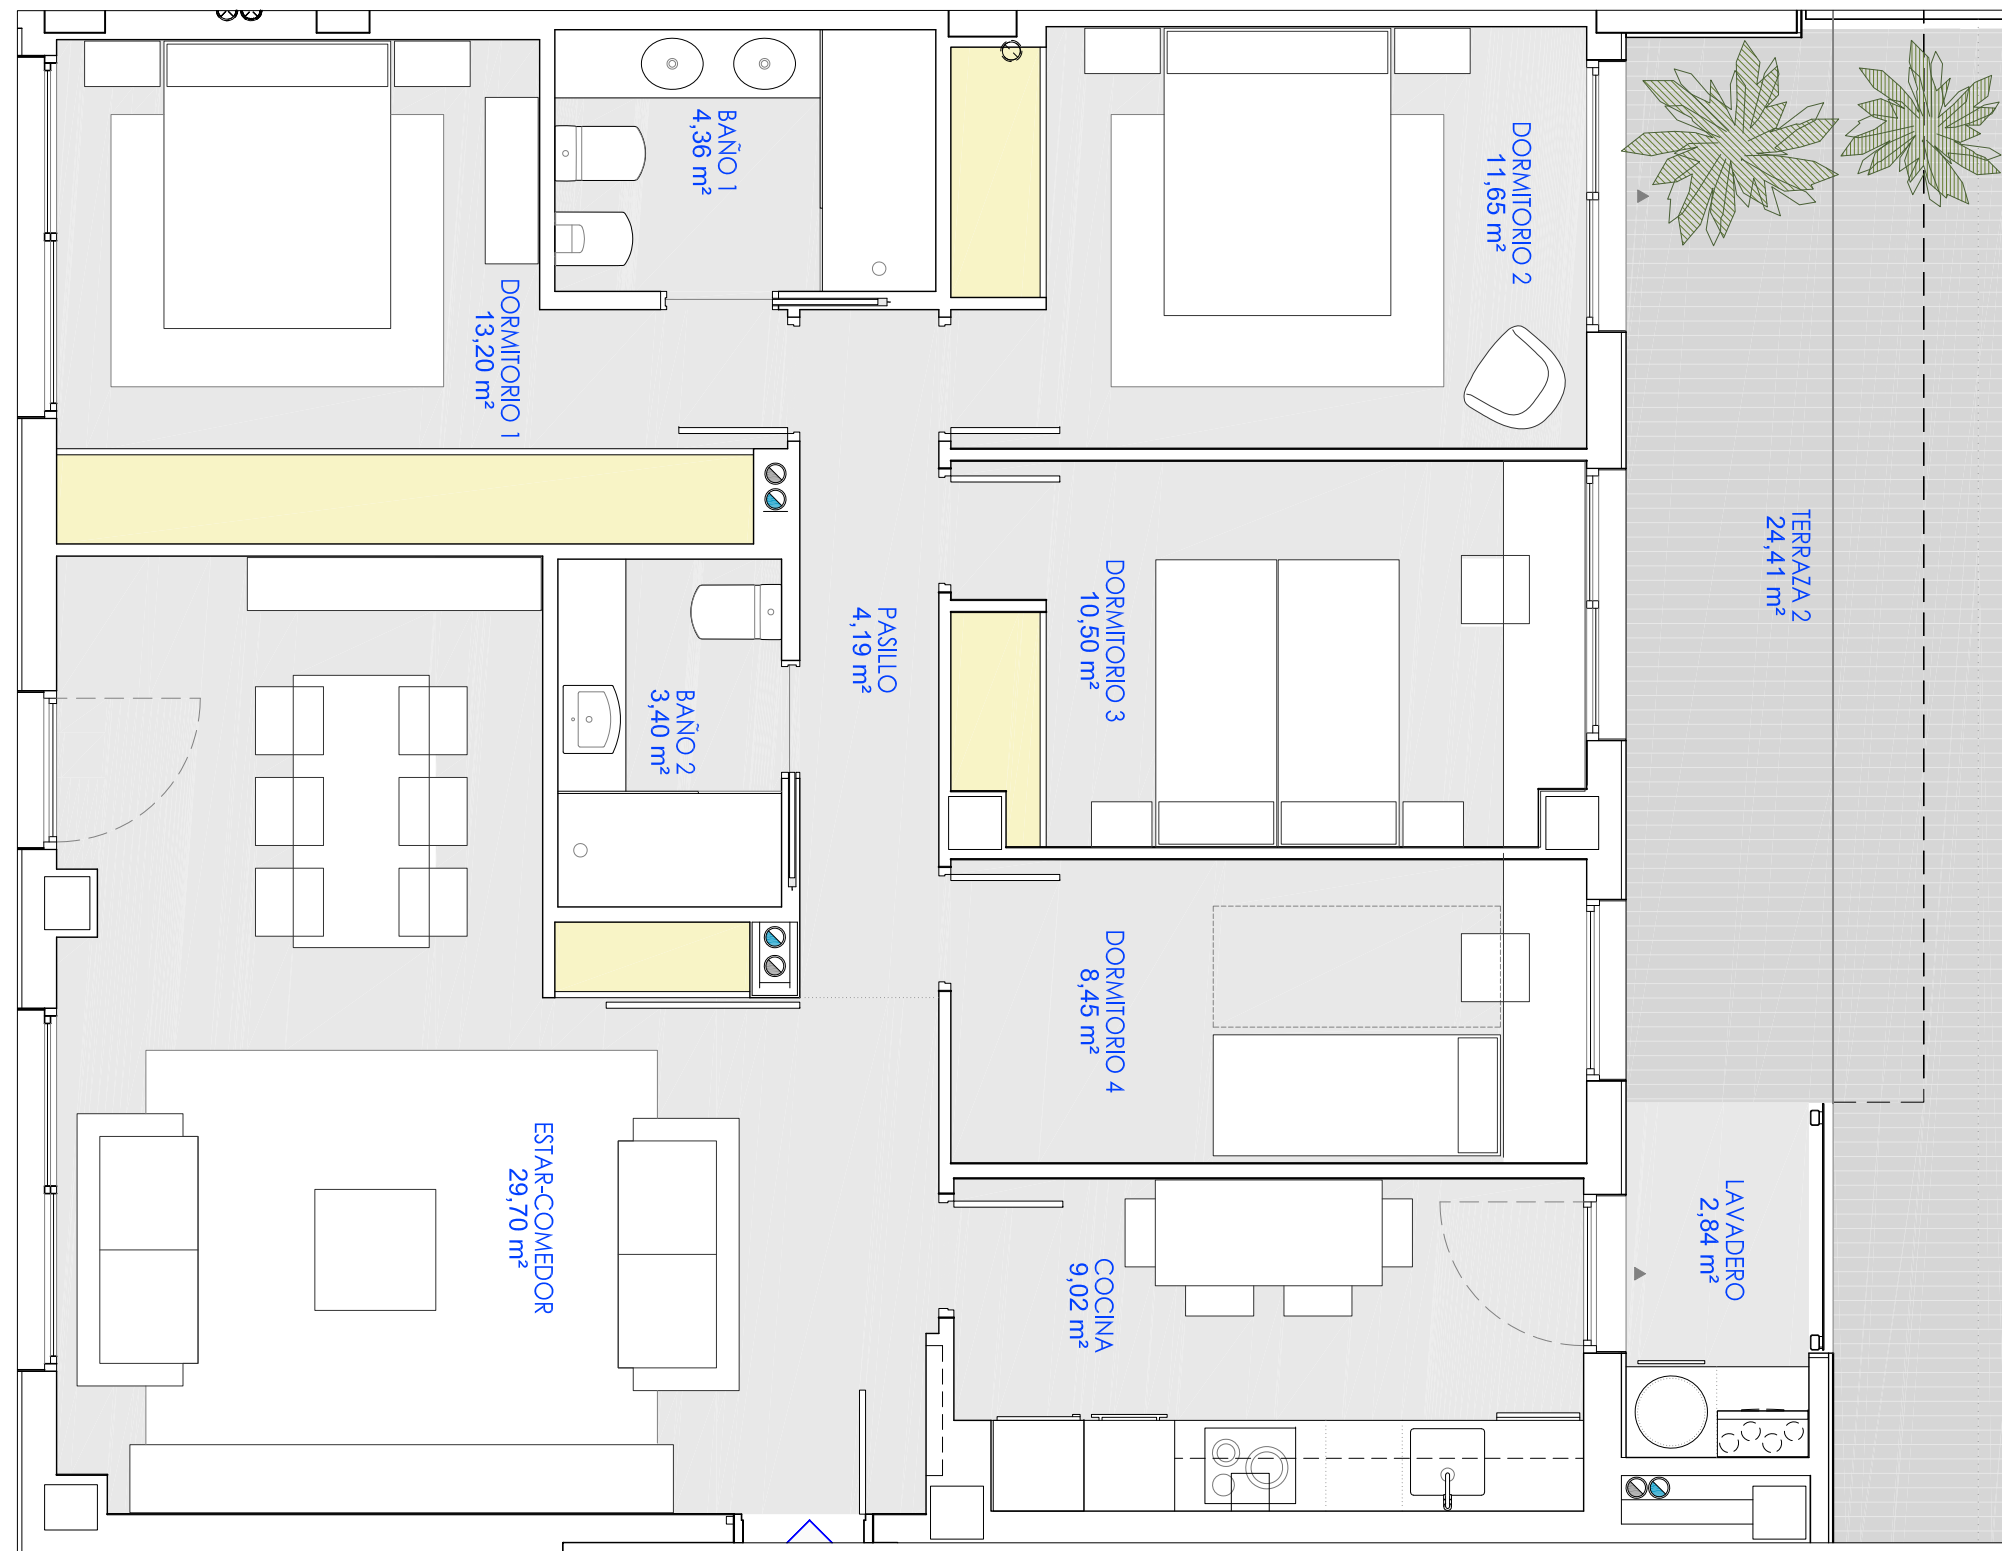 BAÑO 1
4,36 m²
DORMITORIO 2
11,65 m²
DORMITORIO 1
13,20 m²
TERRAZA 2
24,41 m²
DORMITORIO 3
10,50 m²
PASILLO
4,19 m²
BAÑO 2
3,40 m²
DORMITORIO 4
8,45 m²
ESTAR-COMEDOR
29,70 m²
LAVADERO
2,84 m²
COCINA
9,02 m²